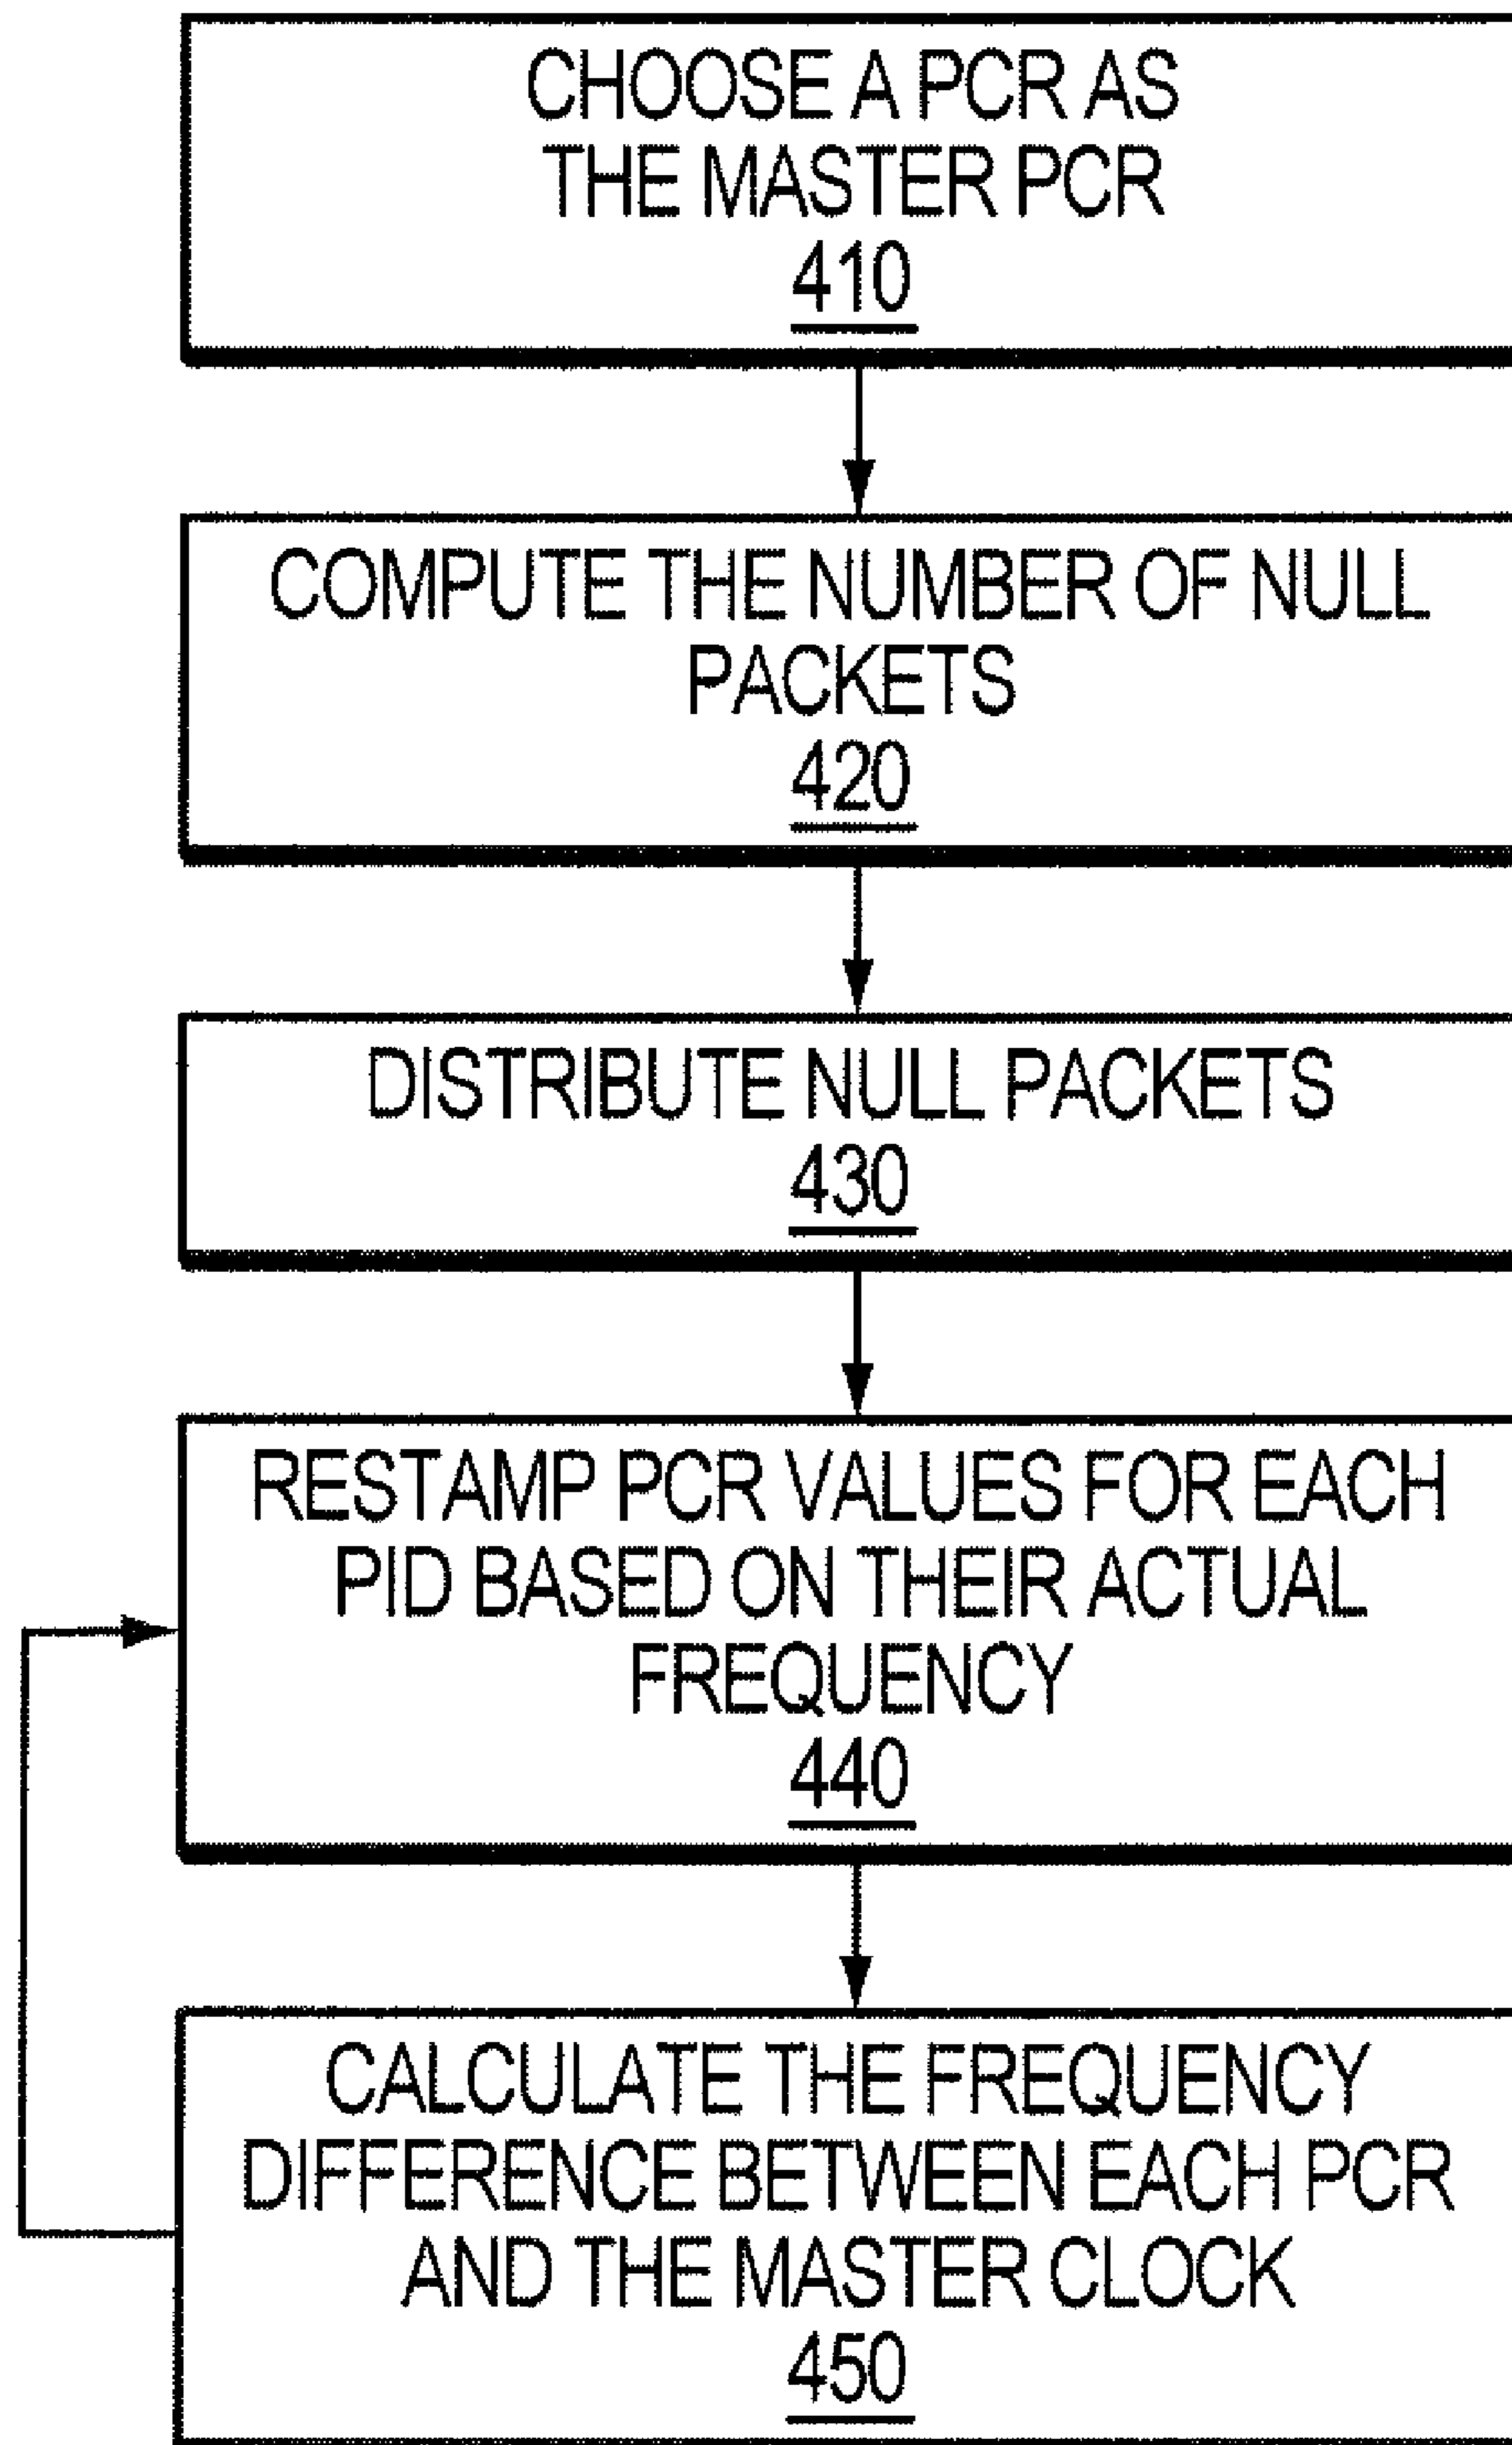 CHOOSE A PCR AS
THE MASTER PCR
410
COMPUTE THE NUMBER OF NULL
PACKETS
420
DISTRIBUTE NULL PACKETS
430
RESTAMP PCR VALUES FOR EACH
PID BASED ON THEIR ACTUAL
FREQUENCY
440
CALCULATE THE FREQUENCY
DIFFERENCE BETWEEN EACH PCR
AND THE MASTER CLOCK
450